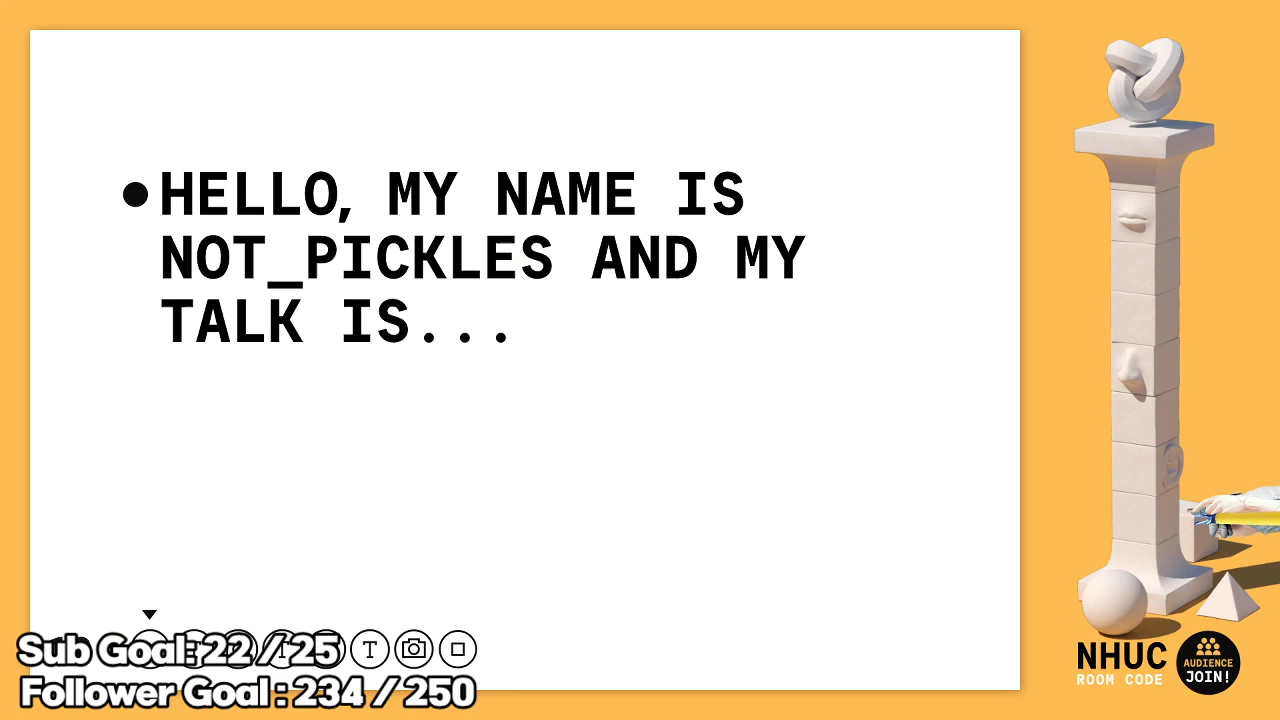 HELLO, MY NAME IS
NOT_PICKLES AND MY
TALK IS...
T
Sub Goal: 22 / 25
Follower Goal : 234 / 250
NHUC
ROOM CODE
AUDIENCE
JOIN!